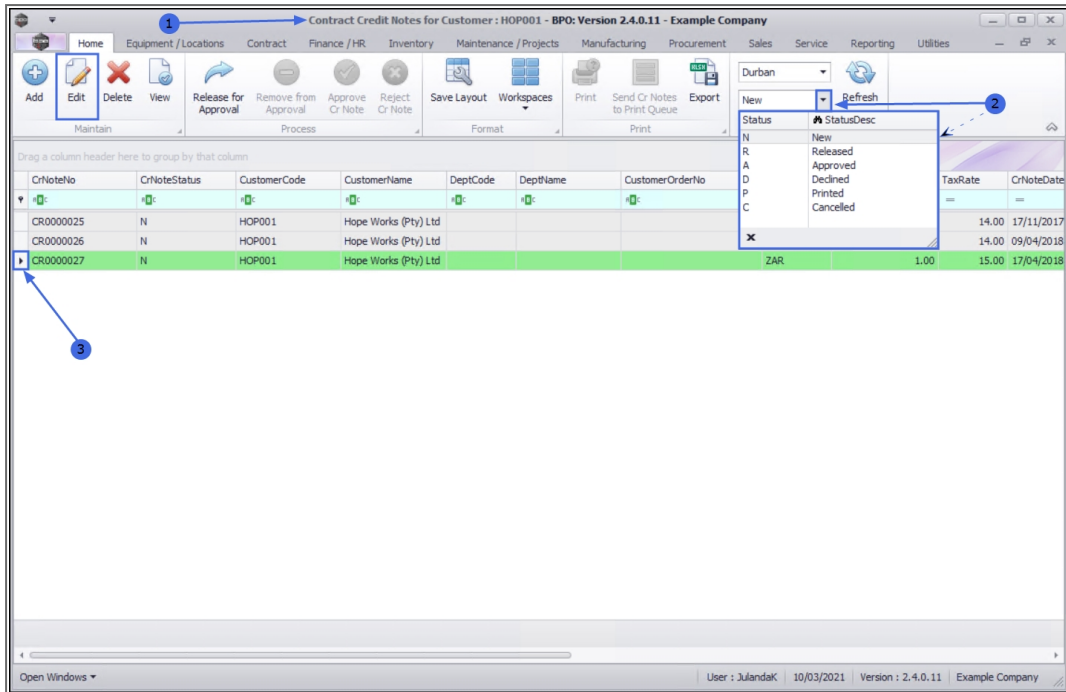 1
Contract Credit Notes for Customer : HOP001 - BPO: Version 2.4.0.11 - Example Company
Home Equipment / Locations Contract Finance / HR Inventory Maintenance / Projects Manufacturing Procurement Sales Service Reporting Utilities
Add Edit Delete View Release for Approval Remove from Approval Approve Cr Note Reject Cr Note Save Layout Workspaces Print Send Cr Notes to Print Queue Export
Durban
New
Refresh
2
Maintain Process Format Print
Status StatusDesc
N New
R Released
A Approved
D Declined
P Printed
C Cancelled
Drag a column header here to group by that column
CrNoteNo CrNoteStatus CustomerCode CustomerName DeptCode DeptName CustomerOrderNo TaxRate CrNoteDate
CR0000025 N HOP001 Hope Works (Pty) Ltd 14.00 17/11/2017
CR0000026 N HOP001 Hope Works (Pty) Ltd 14.00 09/04/2018
CR0000027 N HOP001 Hope Works (Pty) Ltd ZAR 1.00 15.00 17/04/2018
3
Open Windows User : JulandaK 10/03/2021 Version : 2.4.0.11 Example Company